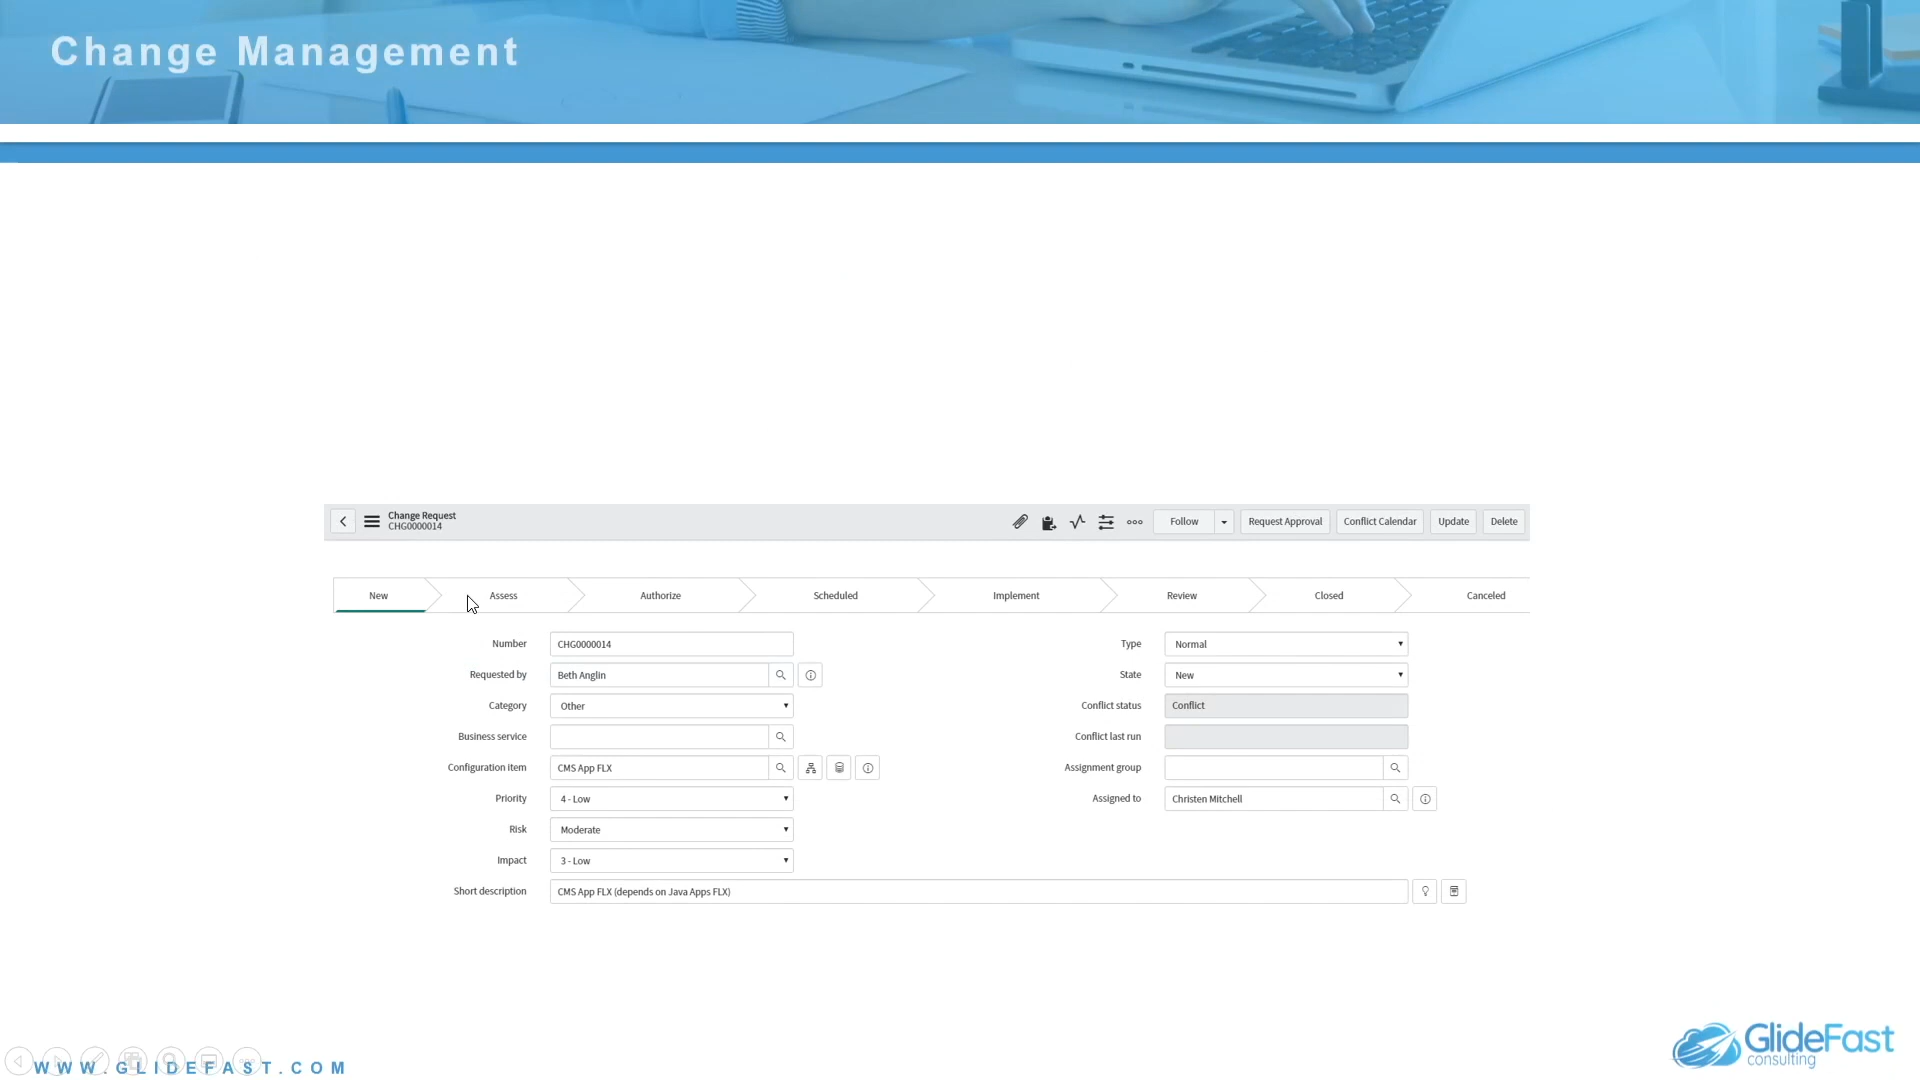 Change Management
Change Request
CHG0000014
Follow
Request Approval
Conflict Calendar
Update
Delete
New
Assess
Authorize
Scheduled
Implement
Review
Closed
Canceled
Number
CHG0000014
Type
Normal
Requested by
Beth Anglin
State
New
Category
Other
Conflict status
Conflict
Business service
Conflict last run
Configuration item
CMS App FLX
Assignment group
Priority
4 - Low
Assigned to
Christen Mitchell
Risk
Moderate
Impact
3 - Low
Short description
CMS App FLX (depends on Java Apps FLX)
WWW.GLIDEFAST.COM
GlideFast
consulting